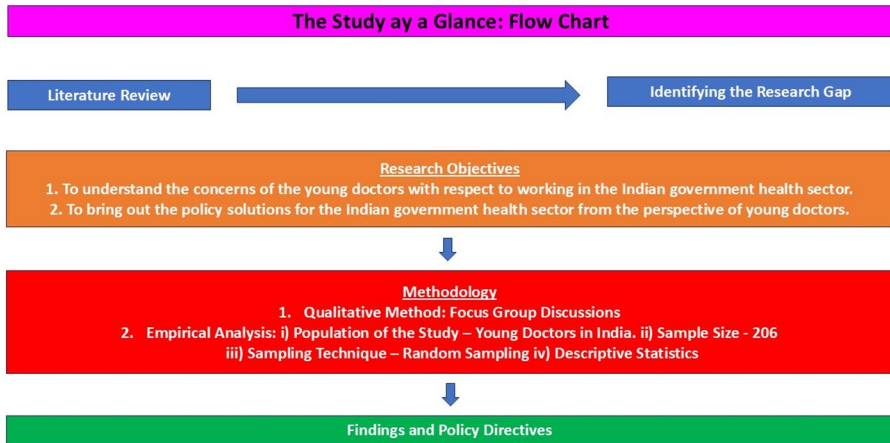 The Study ay a Glance: Flow Chart
Literature Review
Identifying the Research Gap
Research Objectives
1. To understand the concerns of the young doctors with respect to working in the Indian government health sector.
2. To bring out the policy solutions for the Indian government health sector from the perspective of young doctors.
Methodology
1. Qualitative Method: Focus Group Discussions
2. Empirical Analysis: i) Population of the Study – Young Doctors in India. ii) Sample Size - 206
iii) Sampling Technique – Random Sampling iv) Descriptive Statistics
Findings and Policy Directives